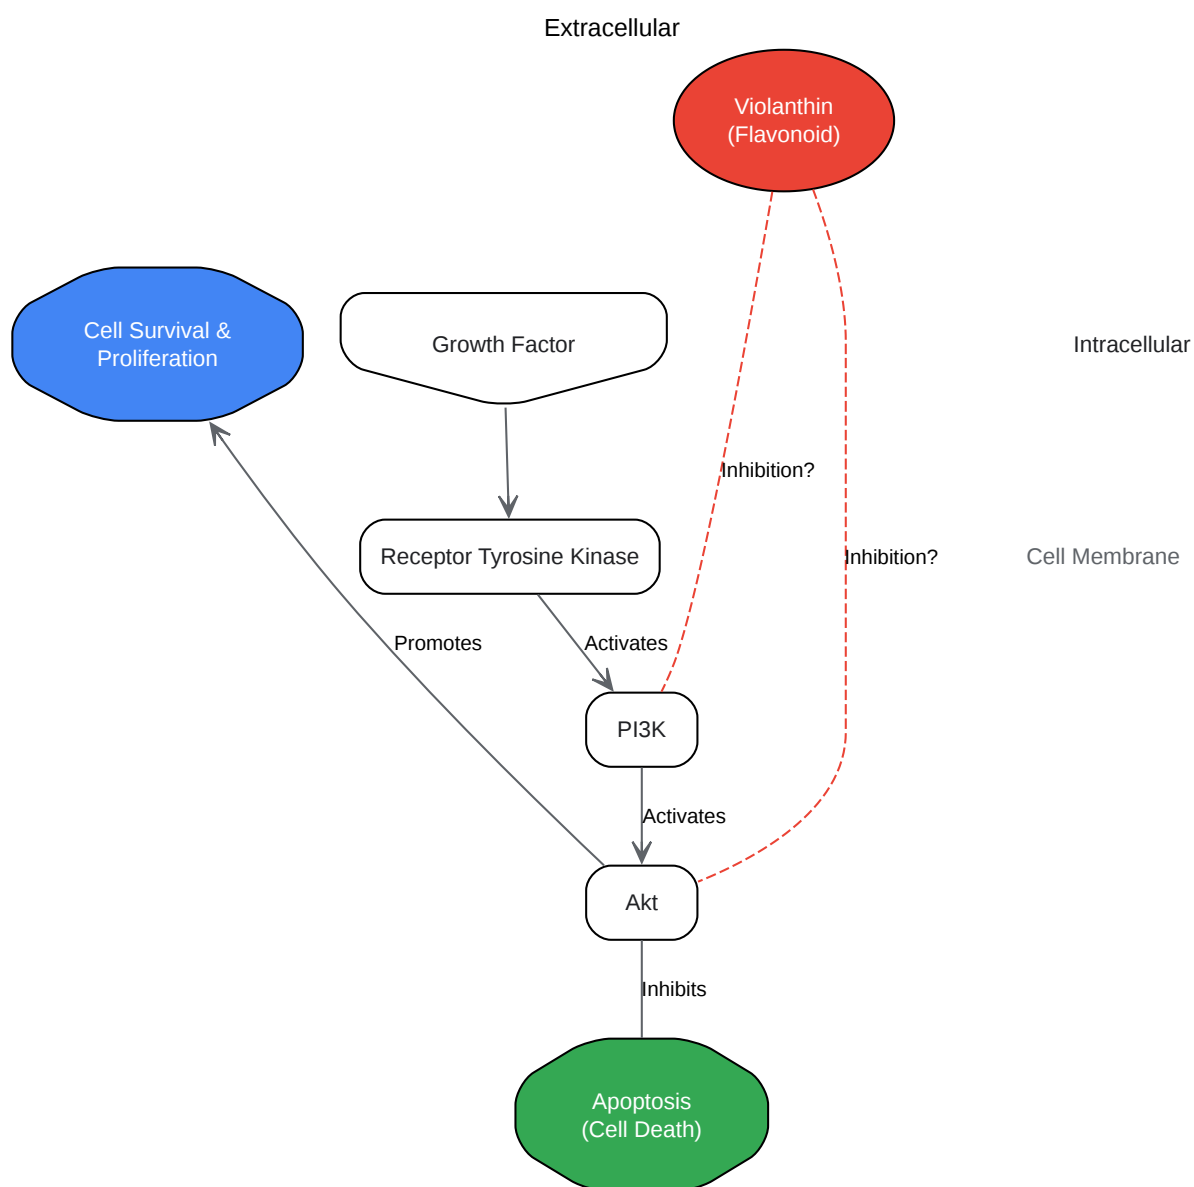 Extracellular
Violanthin
(Flavonoid)
Cell Survival &
Proliferation
Growth Factor
Intracellular
Inhibition?
Receptor Tyrosine Kinase
Inhibition?
Cell Membrane
Promotes
Activates
PI3K
Activates
Akt
Inhibits
Apoptosis
(Cell Death)